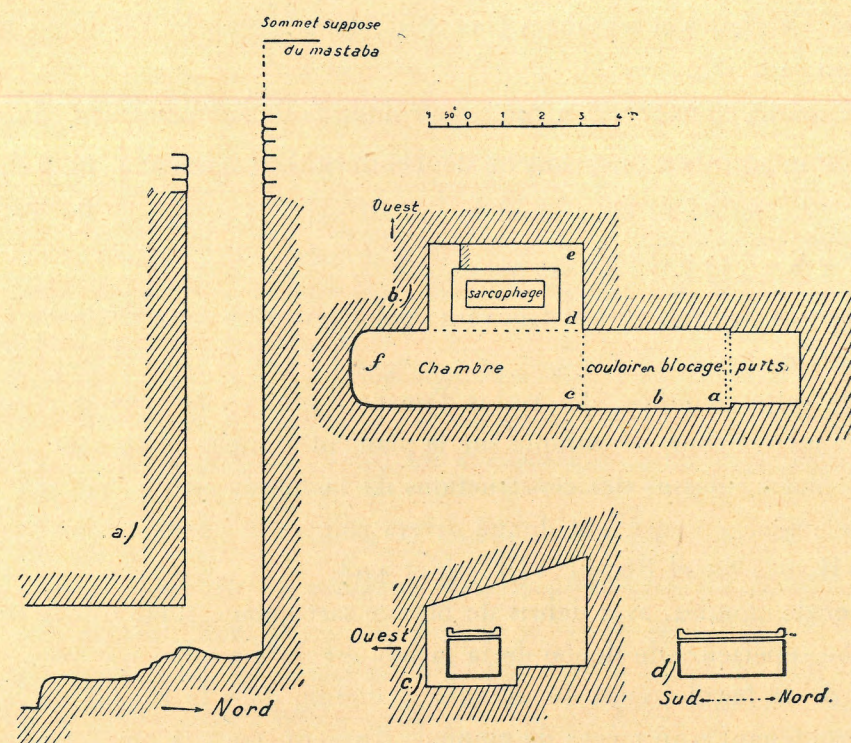 Sommet suppose
du mastaba
1 50 0 1 2 3 4
Ouest
b.)
e
sarcophage
d
f
Chambre
couloir en blocage
puits
c
b
a
a.)
Ouest
c.)
d)
Sud Nord.
Nord